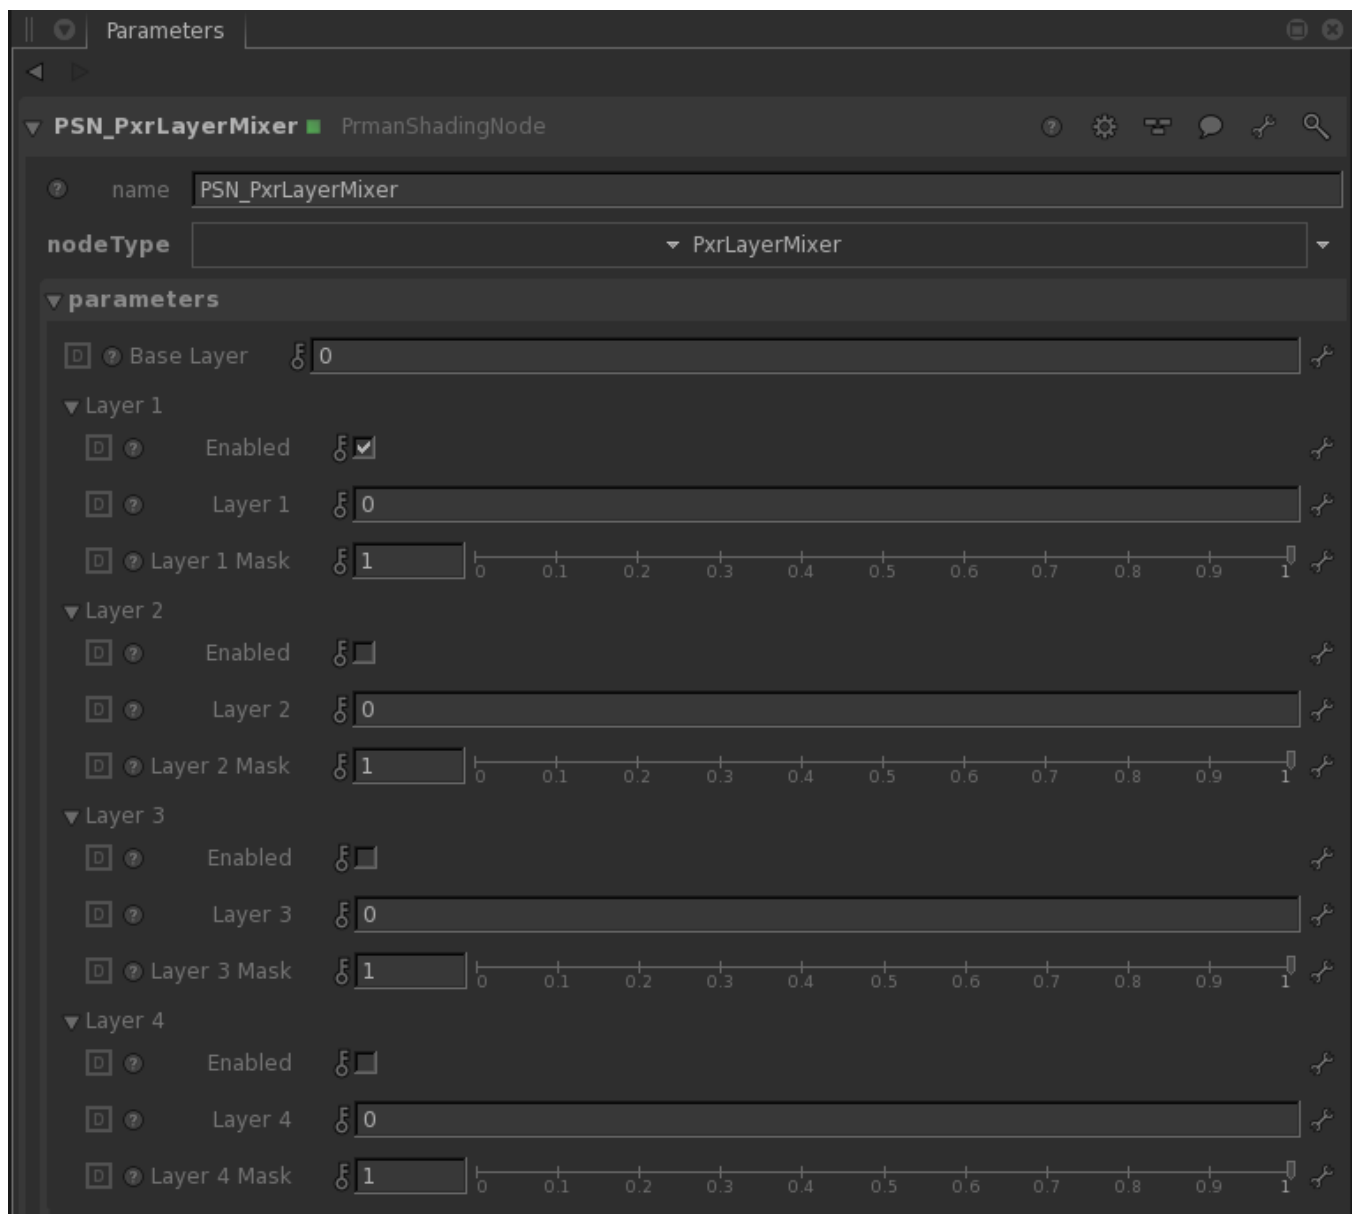 Parameters
PSN_PxrLayerMixer PrmanShadingNode ?
? name PSN_PxrLayerMixer
nodeType PxrLayerMixer
parameters
D ? Base Layer 0
Layer 1
D ? Enabled
D ? Layer 1 0
D ? Layer 1 Mask 1 0 0.1 0.2 0.3 0.4 0.5 0.6 0.7 0.8 0.9 1
Layer 2
D ? Enabled
D ? Layer 2 0
D ? Layer 2 Mask 1 0 0.1 0.2 0.3 0.4 0.5 0.6 0.7 0.8 0.9 1
Layer 3
D ? Enabled
D ? Layer 3 0
D ? Layer 3 Mask 1 0 0.1 0.2 0.3 0.4 0.5 0.6 0.7 0.8 0.9 1
Layer 4
D ? Enabled
D ? Layer 4 0
D ? Layer 4 Mask 1 0 0.1 0.2 0.3 0.4 0.5 0.6 0.7 0.8 0.9 1